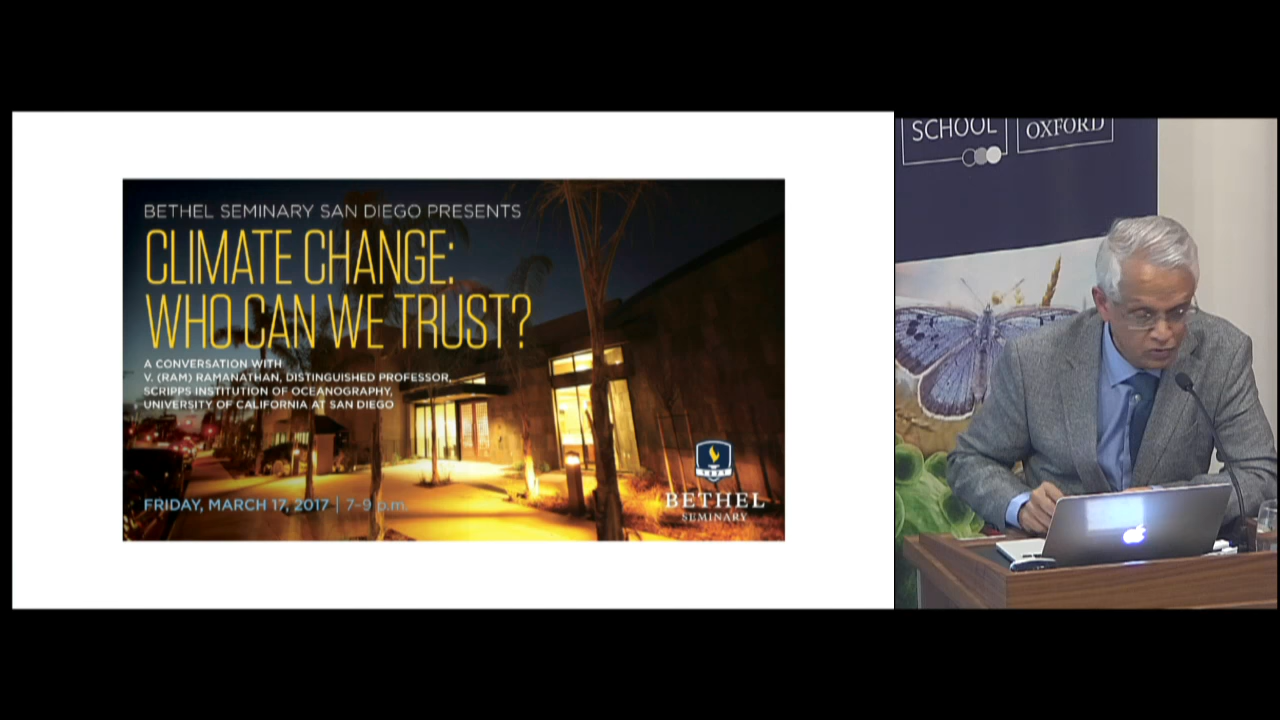 BETHEL SEMINARY SAN DIEGO PRESENTS
CLIMATE CHANGE:
WHO CAN WE TRUST?
A CONVERSATION WITH
V. (RAM) RAMANATHAN, DISTINGUISHED PROFESSOR,
SCRIPPS INSTITUTION OF OCEANOGRAPHY,
UNIVERSITY OF CALIFORNIA AT SAN DIEGO
FRIDAY, MARCH 17, 2017 | 7–9 p.m.
BETHEL
SEMINARY
SCHOOL
OXFORD